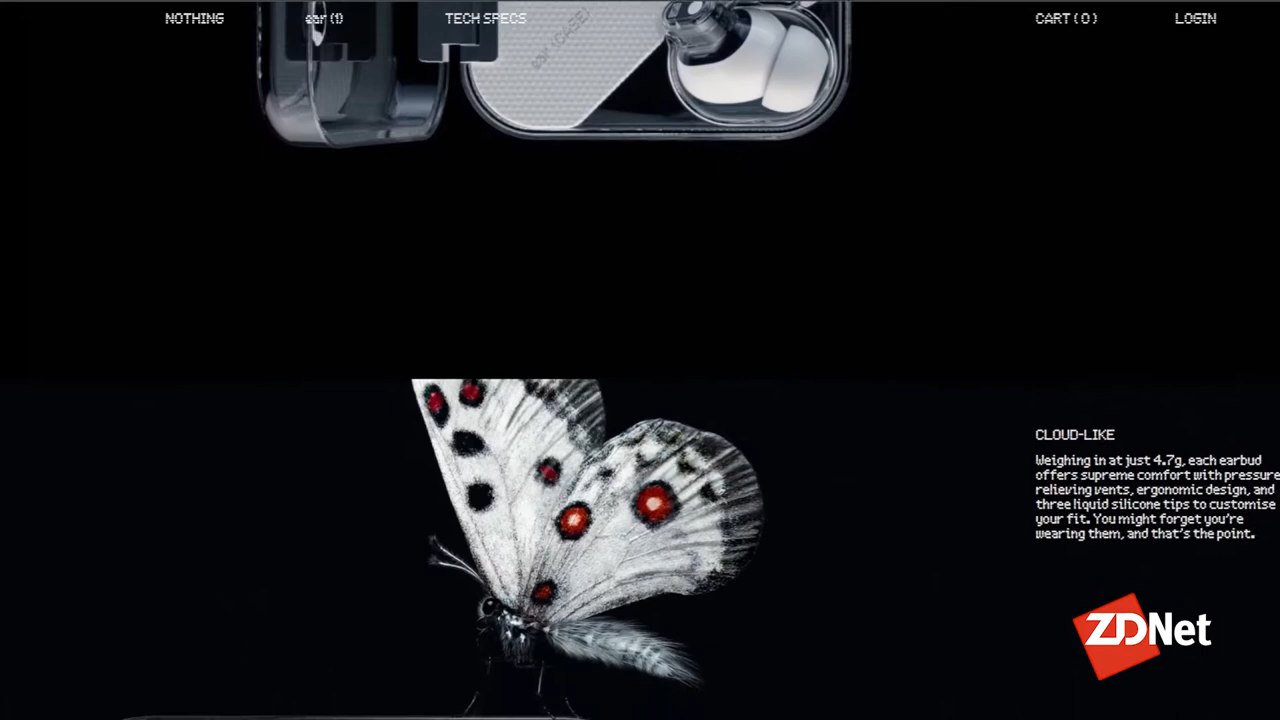 NOTHING
ear (1)
TECH SPECS
CART ( 0 )
LOGIN
CLOUD-LIKE
Weighing in at just 4.7g, each earbud
offers supreme comfort with pressure
relieving vents, ergonomic design, and
three liquid silicone tips to customise
your fit. You might forget you're
wearing them, and that's the point.
ZDNet